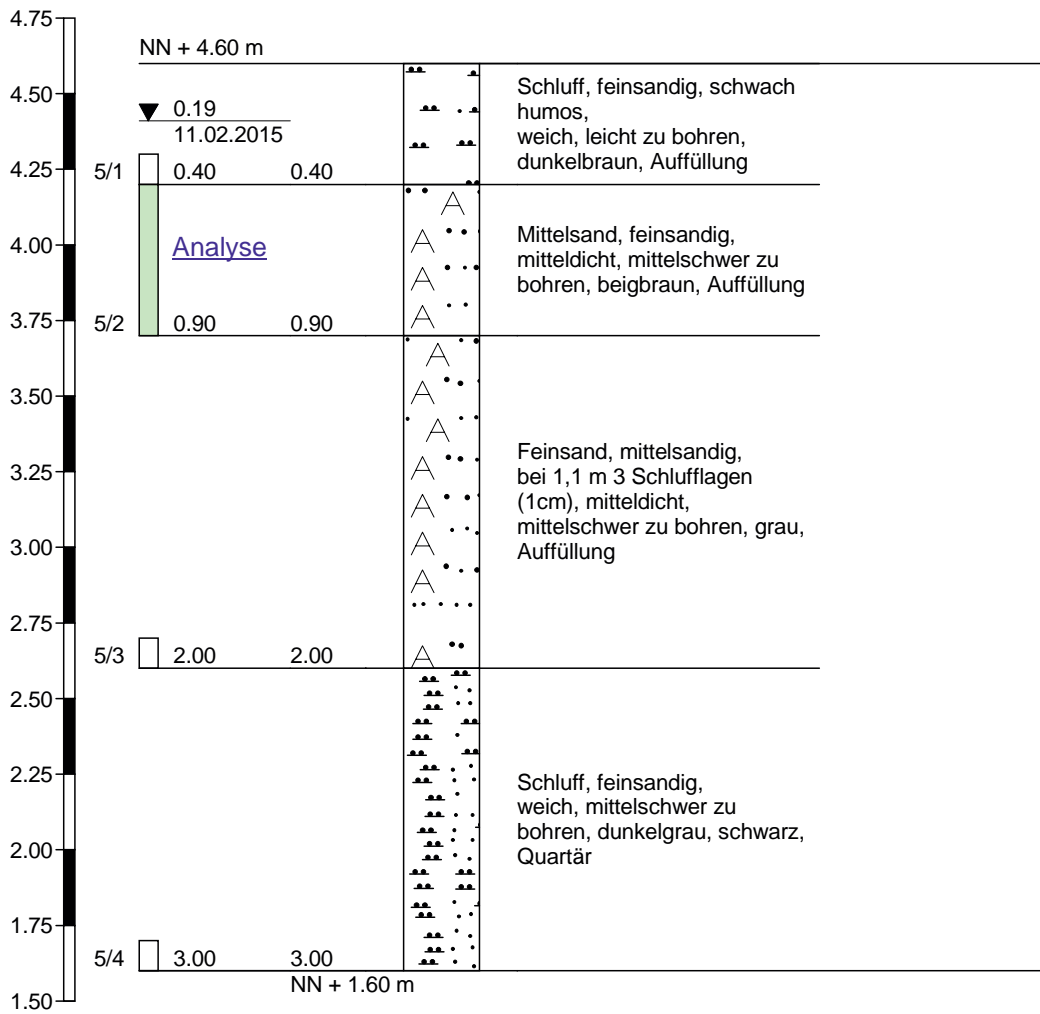 4.75
NN + 4.60 m
4.50
0.19
11.02.2015
Schluff, feinsandig, schwach
humos,
weich, leicht zu bohren,
dunkelbraun, Auffüllung
4.25
5/1 0.40 0.40
4.00
Analyse
Mittelsand, feinsandig,
mitteldicht, mittelschwer zu
bohren, beigbraun, Auffüllung
3.75
5/2 0.90 0.90
3.50
3.25
Feinsand, mittelsandig,
bei 1,1 m 3 Schlufflagen
(1cm), mitteldicht,
mittelschwer zu bohren, grau,
Auffüllung
3.00
2.75
5/3 2.00 2.00
2.50
2.25
Schluff, feinsandig,
weich, mittelschwer zu
bohren, dunkelgrau, schwarz,
Quartär
2.00
1.75
5/4 3.00 3.00
NN + 1.60 m
1.50